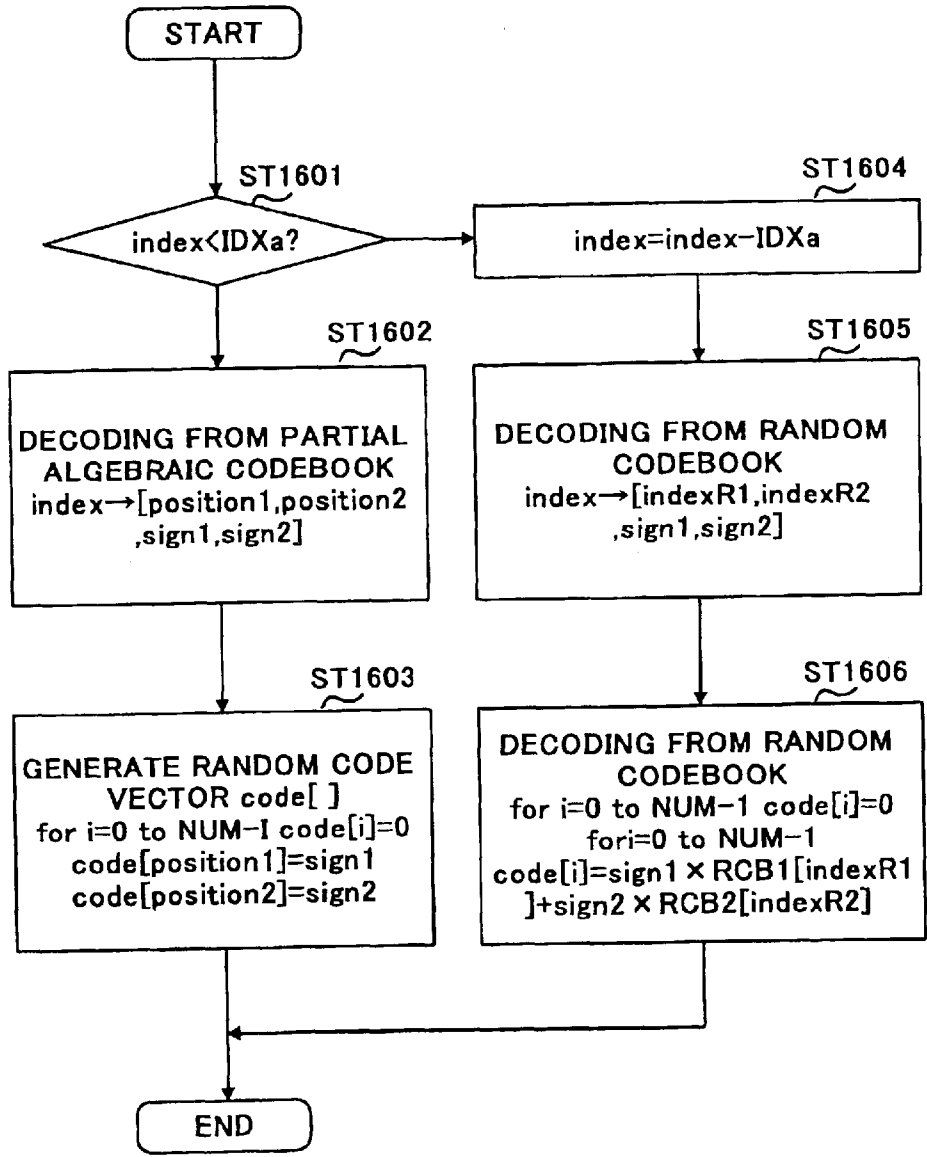 START
ST1601
index<IDXa?
ST1604
index=index-IDXa
ST1602
DECODING FROM PARTIAL
ALGEBRAIC CODEBOOK
index→[position1,position2
,sign1,sign2]
ST1605
DECODING FROM RANDOM
CODEBOOK
index→[indexR1,indexR2
,sign1,sign2]
ST1603
GENERATE RANDOM CODE
VECTOR code[ ]
for i=0 to NUM-I code[i]=0
code[position1]=sign1
code[position2]=sign2
ST1606
DECODING FROM RANDOM
CODEBOOK
for i=0 to NUM-1 code[i]=0
fori=0 to NUM-1
code[i]=sign1×RCB1[indexR1
]+sign2×RCB2[indexR2]
END